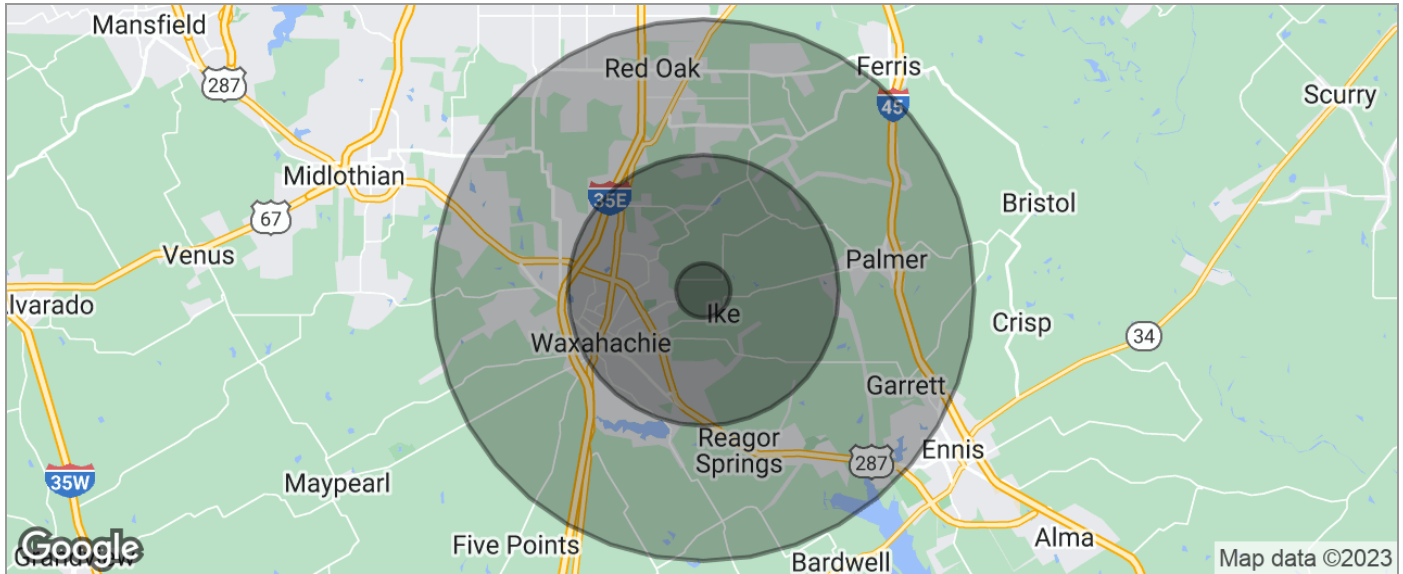 Mansfield
287
Red Oak
Ferris
45
Scurry
Midlothian
35E
67
Bristol
Venus
Palmer
lvarado
Ike
Crisp
34
Waxahachie
Garrett
Reagor
Springs
Ennis
287
35W
Maypearl
Five Points
Alma
Bardwell
Grandview
Google
Map data ©2023